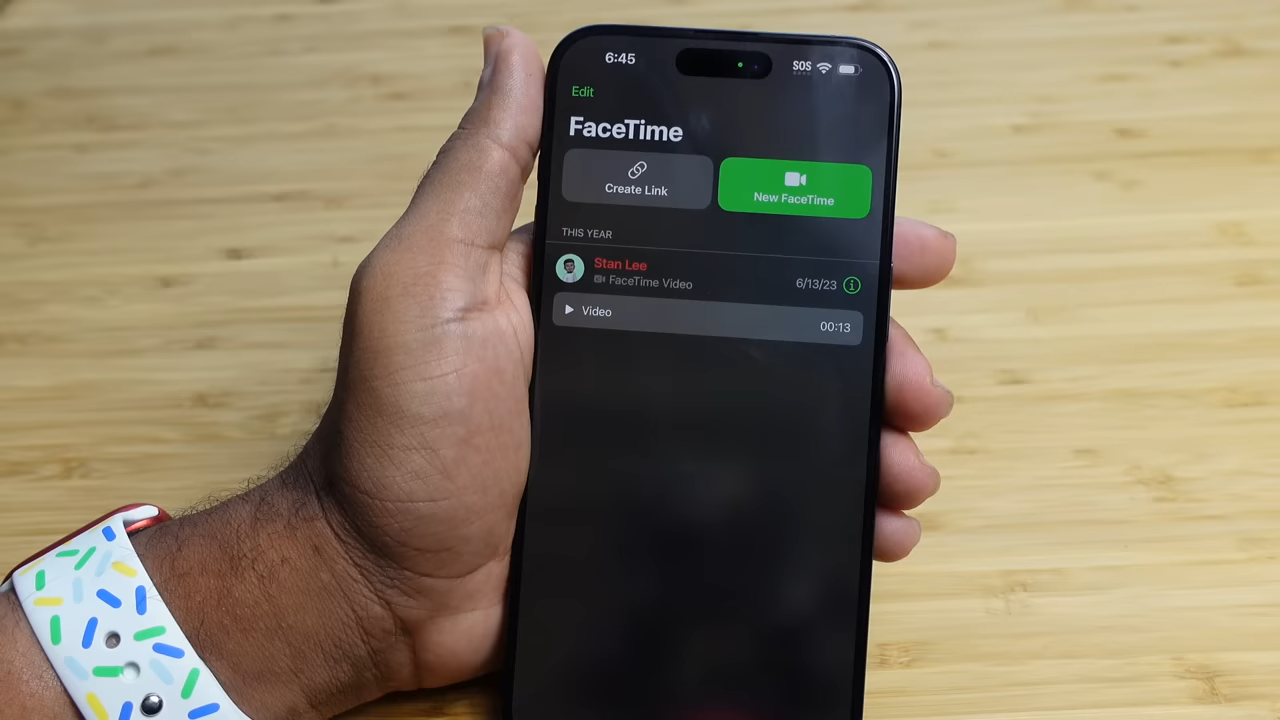 6:45
SOS
Edit
FaceTime
Create Link
New FaceTime
THIS YEAR
Stan Lee
FaceTime Video
6/13/23
Video
00:13